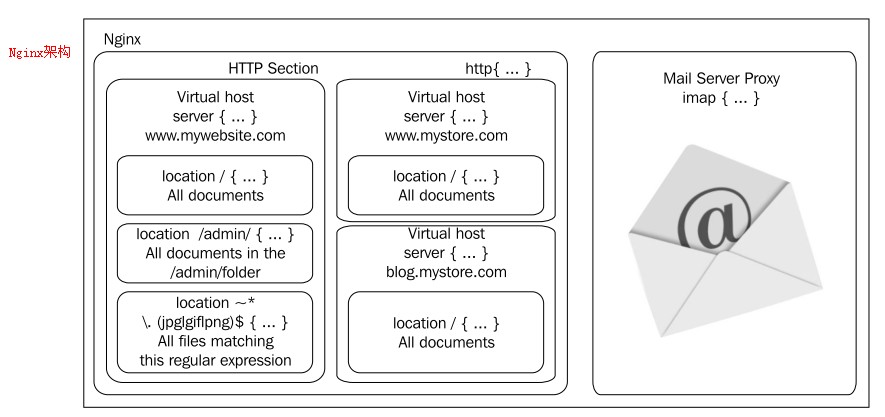 Nginx架构
Nginx
HTTP Section
http{ ... }
Virtual host
server { ... }
www.mywebsite.com
location / { ... }
All documents
location /admin/ { ... }
All documents in the
/admin/folder
location ~*
\. (jpg|gif|png)$ { ... }
All files matching
this regular expression
Virtual host
server { ... }
www.mystore.com
location / { ... }
All documents
Virtual host
server { ... }
blog.mystore.com
location / { ... }
All documents
Mail Server Proxy
imap { ... }
@